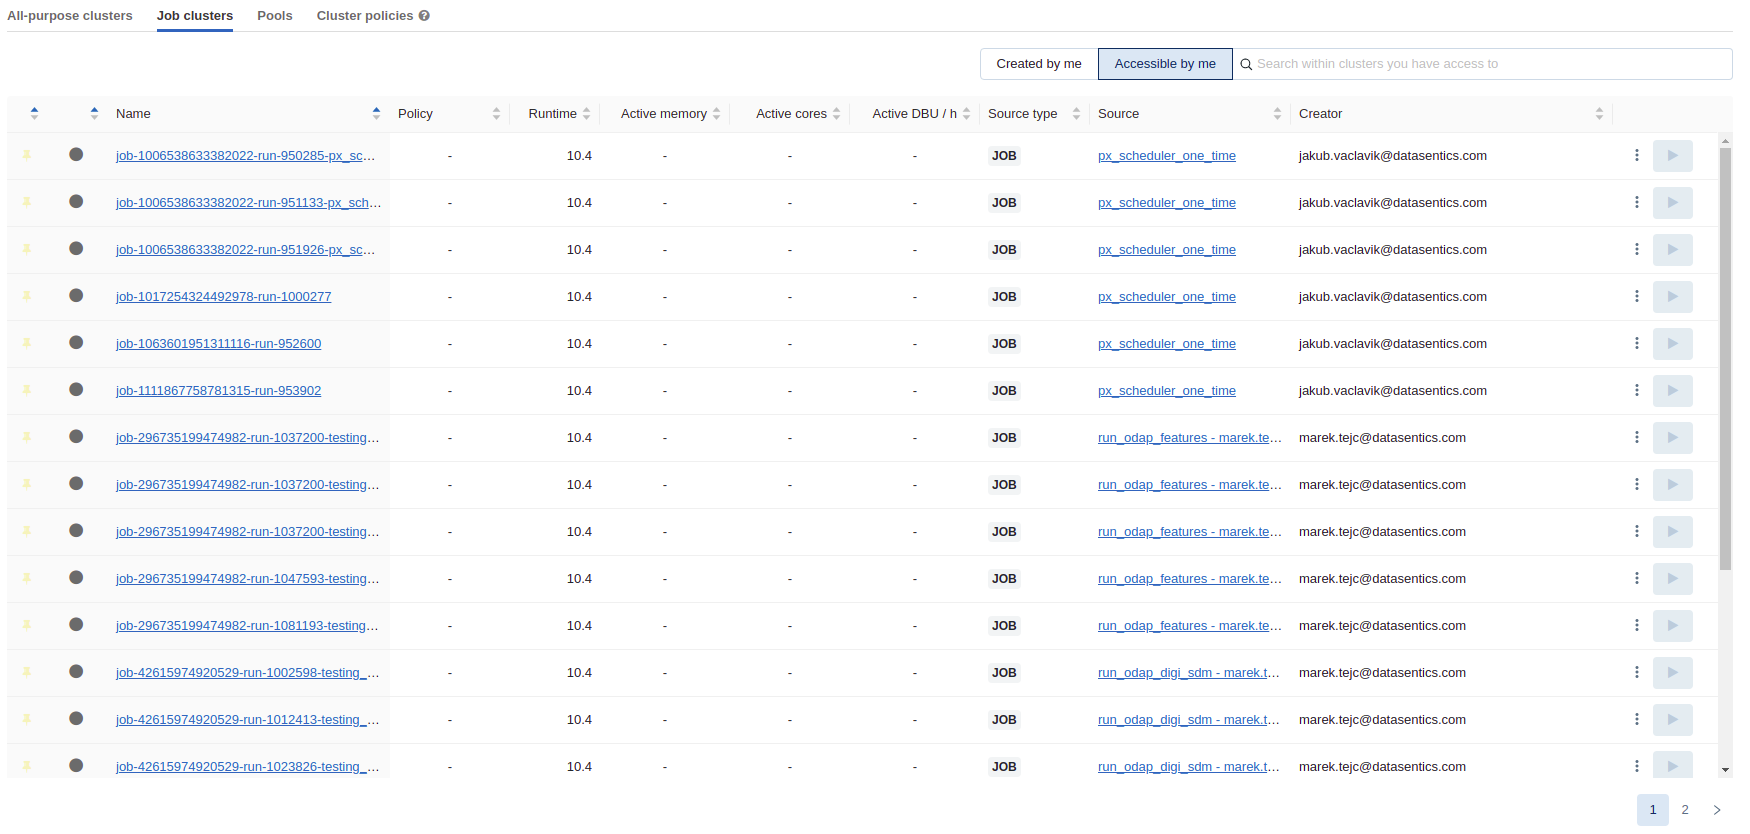 All-purpose clusters Job clusters Pools Cluster policies ?
Created by me Accessible by me Search within clusters you have access to
Name Policy Runtime Active memory Active cores Active DBU / h Source type Source Creator
job-1006538633382022-run-950285-px_sc... - 10.4 - - - JOB px_scheduler_one_time jakub.vaclavik@datasentics.com
job-1006538633382022-run-951133-px_sch... - 10.4 - - - JOB px_scheduler_one_time jakub.vaclavik@datasentics.com
job-1006538633382022-run-951926-px_sc... - 10.4 - - - JOB px_scheduler_one_time jakub.vaclavik@datasentics.com
job-1017254324492978-run-1000277 - 10.4 - - - JOB px_scheduler_one_time jakub.vaclavik@datasentics.com
job-1063601951311116-run-952600 - 10.4 - - - JOB px_scheduler_one_time jakub.vaclavik@datasentics.com
job-1111867758781315-run-953902 - 10.4 - - - JOB px_scheduler_one_time jakub.vaclavik@datasentics.com
job-296735199474982-run-1037200-testing... - 10.4 - - - JOB run_odap_features - marek.te... marek.tejc@datasentics.com
job-296735199474982-run-1037200-testing... - 10.4 - - - JOB run_odap_features - marek.te... marek.tejc@datasentics.com
job-296735199474982-run-1037200-testing... - 10.4 - - - JOB run_odap_features - marek.te... marek.tejc@datasentics.com
job-296735199474982-run-1047593-testing... - 10.4 - - - JOB run_odap_features - marek.te... marek.tejc@datasentics.com
job-296735199474982-run-1081193-testing... - 10.4 - - - JOB run_odap_features - marek.te... marek.tejc@datasentics.com
job-42615974920529-run-1002598-testing_... - 10.4 - - - JOB run_odap_digi_sdm - marek.t... marek.tejc@datasentics.com
job-42615974920529-run-1012413-testing_... - 10.4 - - - JOB run_odap_digi_sdm - marek.t... marek.tejc@datasentics.com
job-42615974920529-run-1023826-testing_... - 10.4 - - - JOB run_odap_digi_sdm - marek.t... marek.tejc@datasentics.com
1 2 >